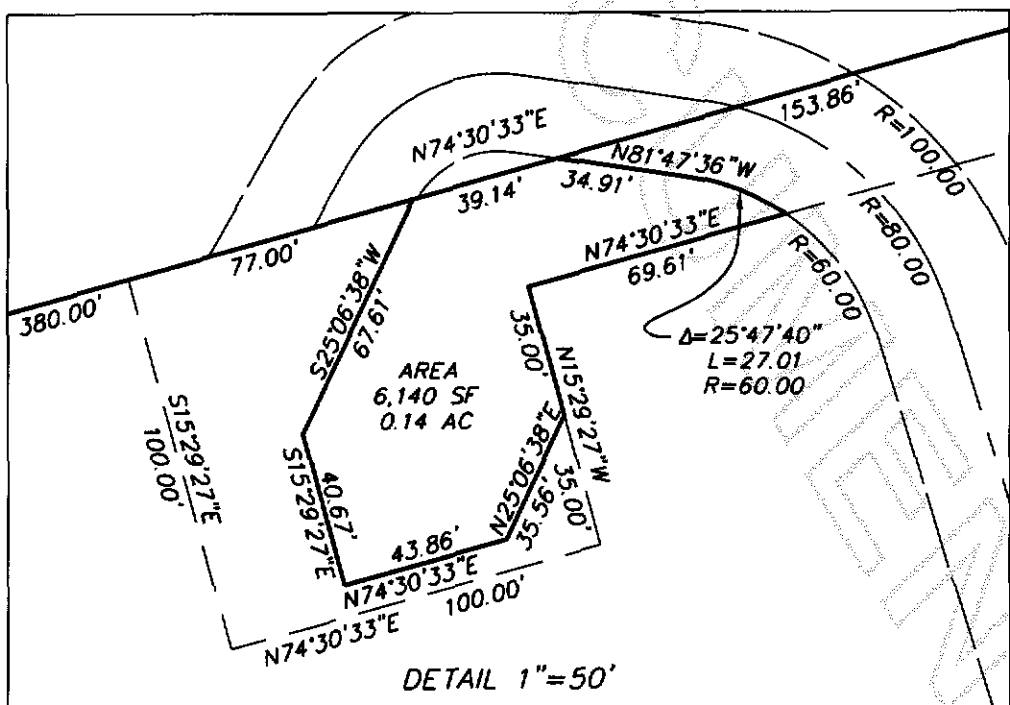 N74°30'33"E
153.86'
R=100.00
N81°47'36"W
34.91'
39.14'
77.00'
380.00'
N74°30'33"E
69.61'
R=80.00
R=60.00
S25°06'38"W
67.61'
35.00'
N15°29'27"W
Δ=25°47'40"
L=27.01
R=60.00
AREA
6,140 SF
0.14 AC
S15°29'27"E
100.00'
40.67'
S15°29'27"E
N25°06'38"E
35.56'
35.00'
43.86'
N74°30'33"E
100.00'
N74°30'33"E
DETAIL 1"=50'